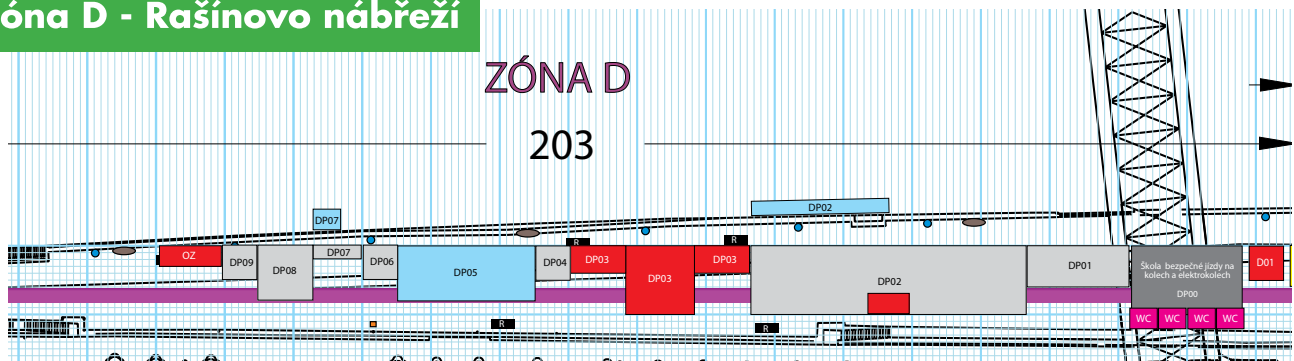 óna D - Rašínovo nábřeží
ZÓNA D
203
DP07
DP02
OZ
DP09
DP08
DP07
DP06
DP05
DP04
R
DP03
DP03
DP03
R
DP02
DP01
Škola bezpečné jízdy na
kolech a elektrokolech
DP00
D01
WC WC WC WC
R
R